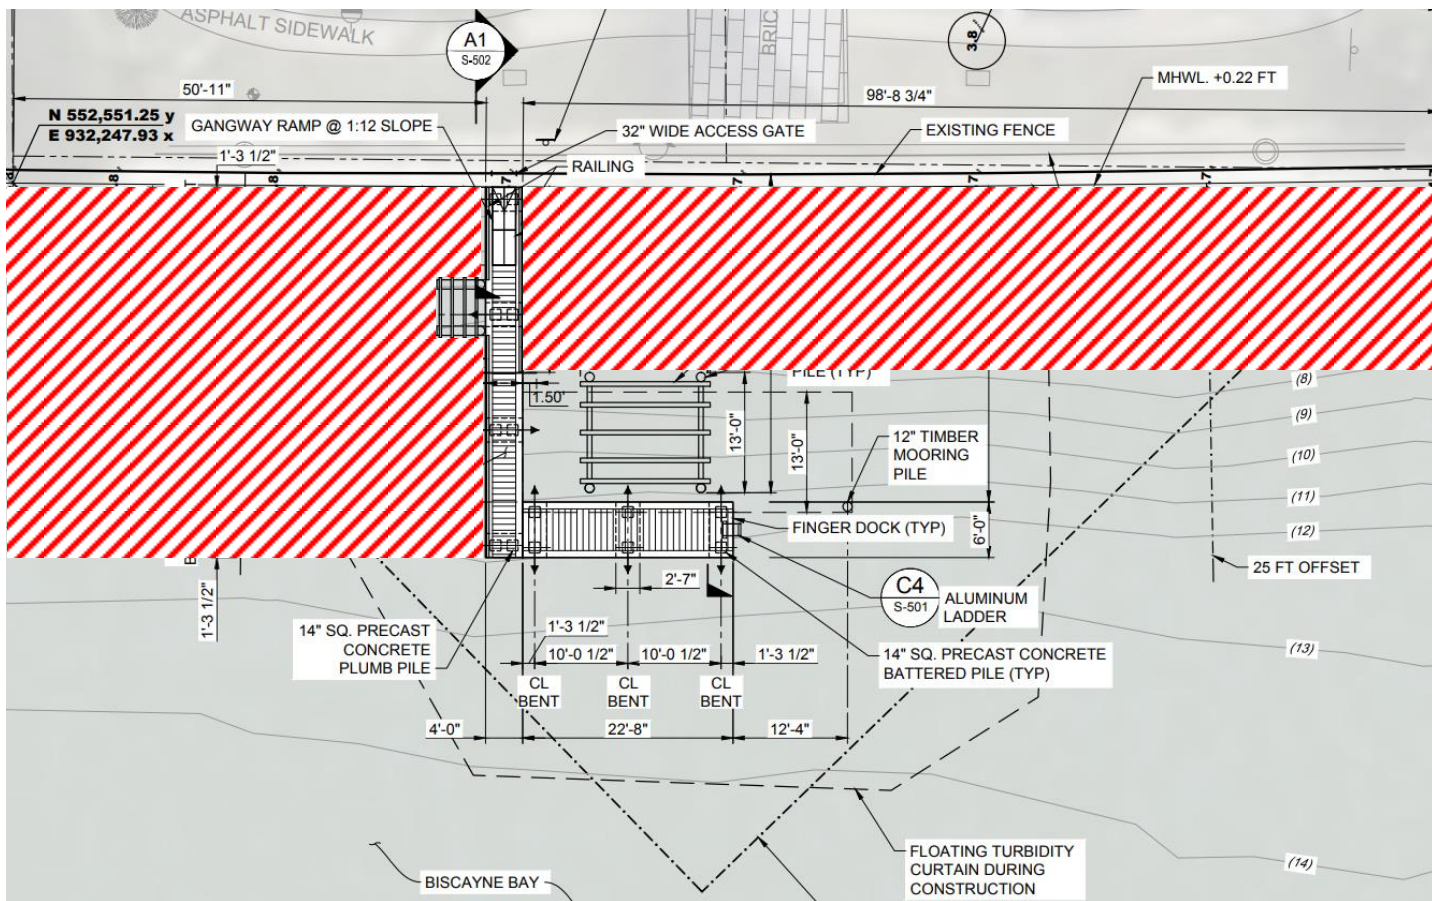 ASPHALT SIDEWALK
A1
S-502
BRIC
3.8
50'-11"
98'-8 3/4"
MHWL. +0.22 FT
N 552,551.25 y
E 932,247.93 x
GANGWAY RAMP @ 1:12 SLOPE
32" WIDE ACCESS GATE
EXISTING FENCE
1'-3 1/2"
RAILING
.8
.8
7
7
7
.7
PILE (TYP)
1.50'
13'-0"
13'-0"
(8)
(9)
(10)
(11)
(12)
12" TIMBER
MOORING
PILE
FINGER DOCK (TYP)
6'-0"
25 FT OFFSET
2'-7"
C4
S-501
ALUMINUM
LADDER
1'-3 1/2"
14" SQ. PRECAST
CONCRETE
PLUMB PILE
1'-3 1/2"
10'-0 1/2"
10'-0 1/2"
1'-3 1/2"
14" SQ. PRECAST CONCRETE
BATTERED PILE (TYP)
(13)
CL
BENT
CL
BENT
CL
BENT
4'-0"
22'-8"
12'-4"
FLOATING TURBIDITY
CURTAIN DURING
CONSTRUCTION
(14)
BISCAYNE BAY